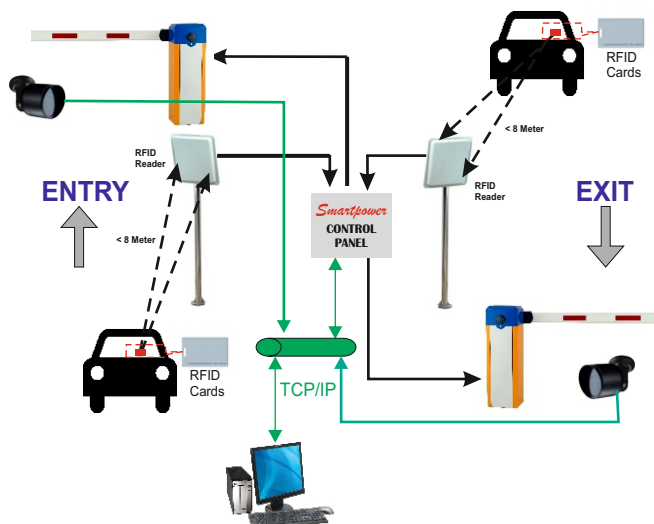 RFID
Cards
< 8 Meter
RFID
Reader
RFID
Reader
ENTRY
EXIT
Smartpower
CONTROL
PANEL
< 8 Meter
RFID
Cards
TCP/IP